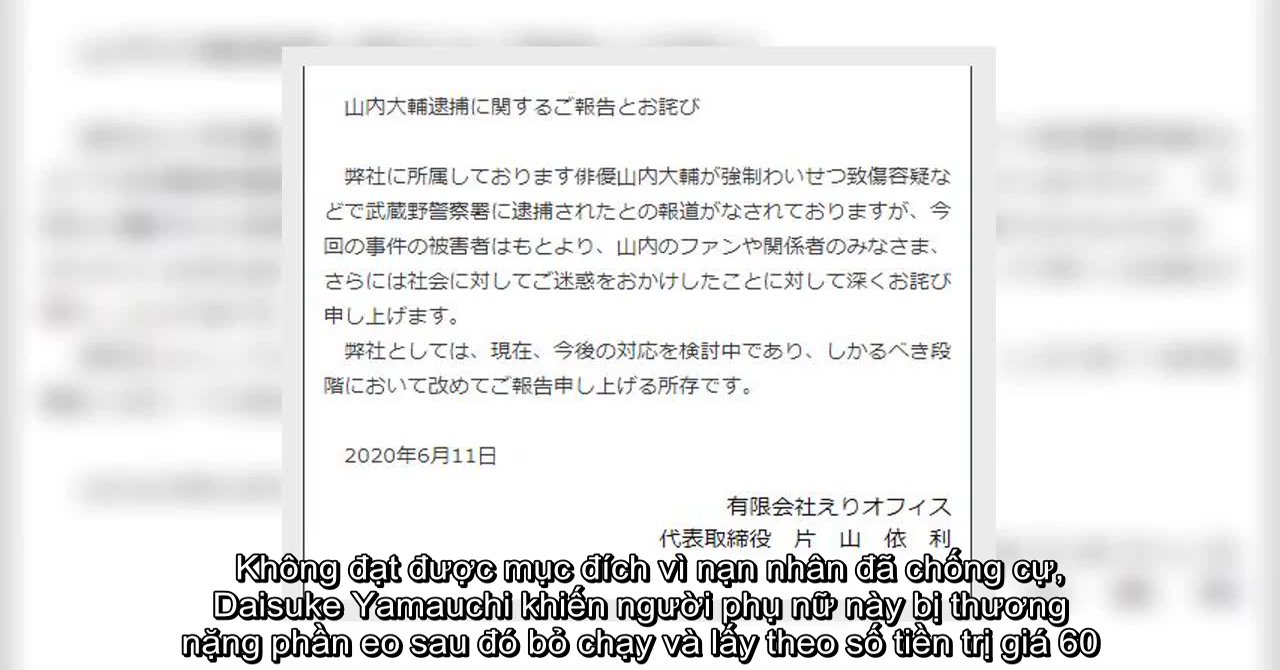 山内大輔逮捕に関するご報告とお詫び
弊社に所属しております俳優山内大輔が強制わいせつ致傷容疑な
どで武蔵野警察署に逮捕されたとの報道がなされておりますが、今
回の事件の被害者はもとより、山内のファンや関係者のみなさま、
さらには社会に対してご迷惑をおかけしたことに対して深くお詫び
申し上げます。
弊社としては、現在、今後の対応を検討中であり、しかるべき段
階において改めてご報告申し上げる所存です。
2020年6月11日
有限会社えりオフィス
代表取締役　片　山　依　利
Không đạt được mục đích vì nạn nhân đã chống cự,
Daisuke Yamauchi khiến người phụ nữ này bị thương
nặng phần eo sau đó bỏ chạy và lấy theo số tiền trị giá 60